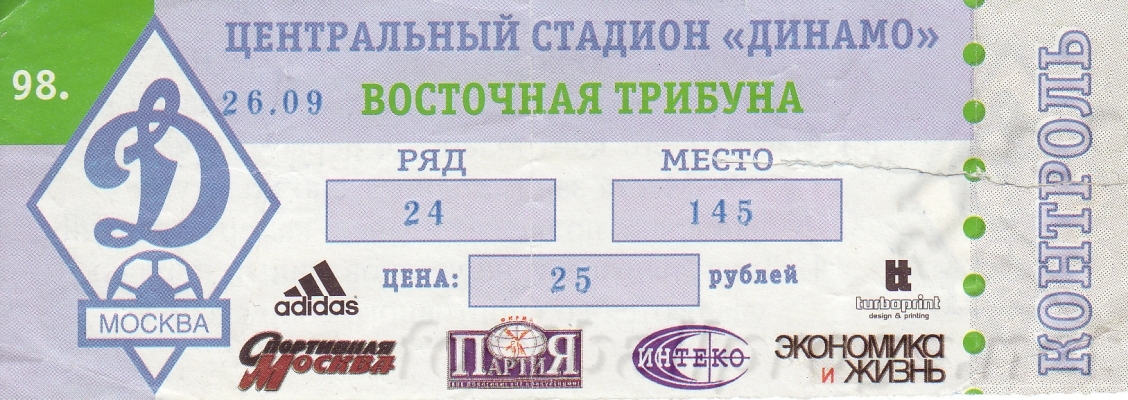 ЦЕНТРАЛЬНЫЙ СТАДИОН «ДИНАМО»
98.
26.09 ВОСТОЧНАЯ ТРИБУНА
Д
РЯД МЕСТО
24 145
ЦЕНА: 25 рублей
МОСКВА
adidas
turboprint
design & printing
СПОРТИВНАЯ
МОСКВА
ФИРМА
ПАРТИЯ
ИНТЕКО
ЭКОНОМИКА
И ЖИЗНЬ
КОНТРОЛЬ